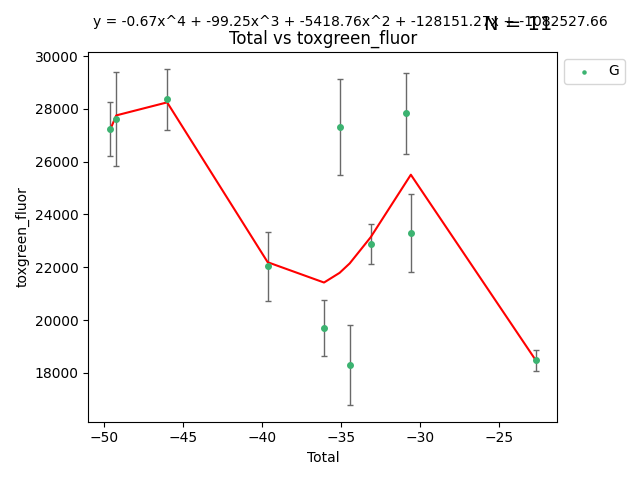 y = -0.67x^4 + -99.25x^3 + -5418.76x^2 + -128151.27x + -1082527.66
N = 11
Total vs toxgreen_fluor
G
toxgreen_fluor
30000
28000
26000
24000
22000
20000
18000
−50
−45
−40
−35
−30
−25
Total